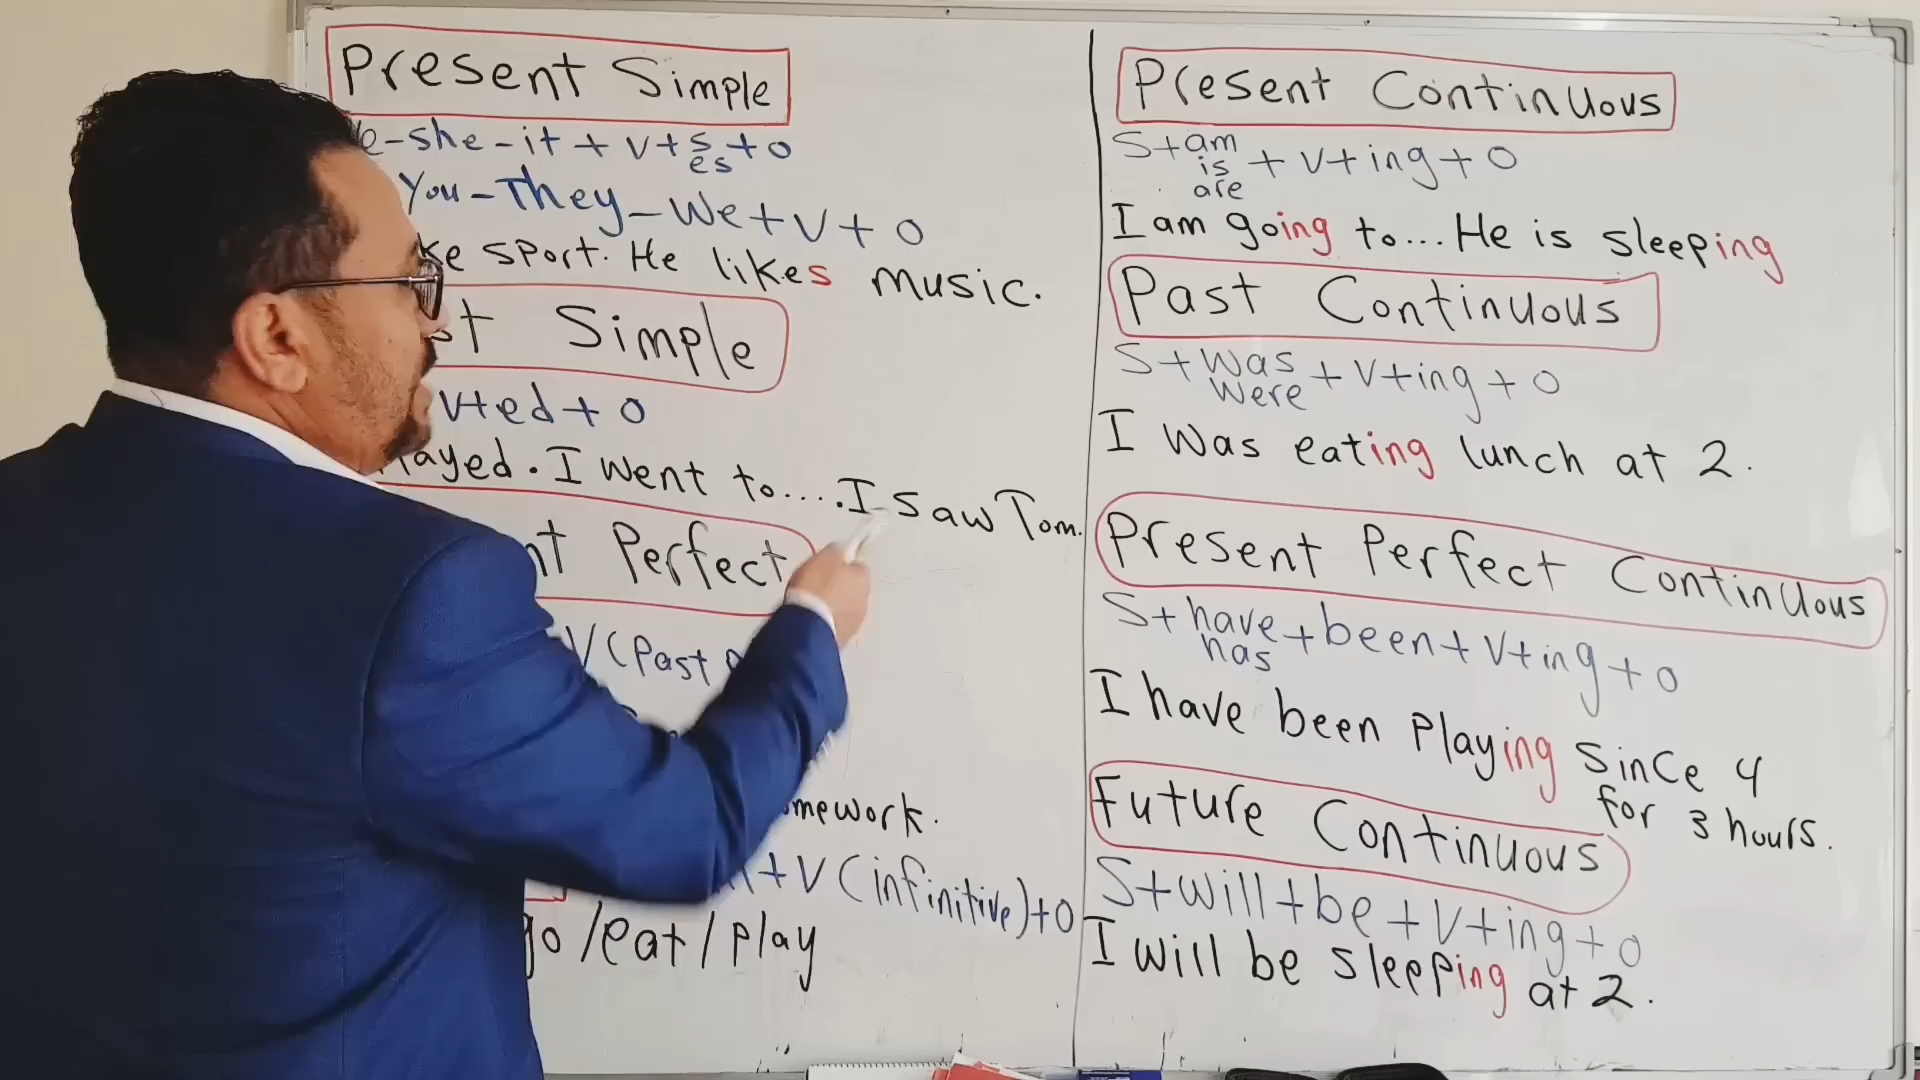 Present Simple
-she-it + V+s + O
es
You-They-We+V+ O
sport. He likes music.
Simple
V+ed + O
I went to.... I saw Tom.
Perfect
V (Past
+V (infinitive)+O
go /eat / play
Present Continuous
S+am + V+ing+ O
is
are
I am going to... He is sleeping
Past Continuous
S+was + V+ing + O
were
I was eating lunch at 2.
Present Perfect Continuous
S+have+been+V+ing+O
has
I have been playing since 4
for 3 hours.
Future Continuous
S+will+be+V+ing+O
I will be sleeping at 2.